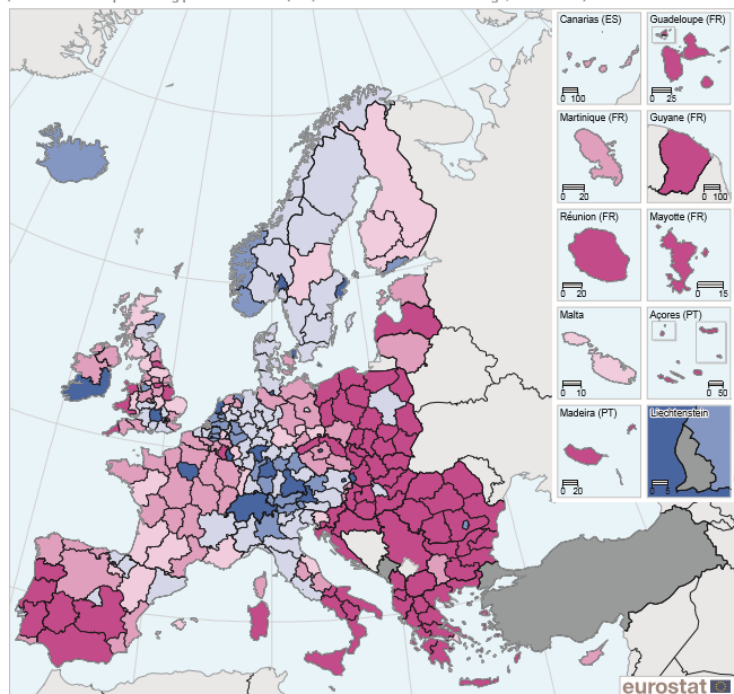 Canarias (ES)
0 100
Guadeloupe (FR)
0 25
Martinique (FR)
0 20
Guyane (FR)
0 100
Réunion (FR)
0 20
Mayotte (FR)
0 15
Malta
0 10
Açores (PT)
0 50
Madeira (PT)
0 20
Liechtenstein
eurostat